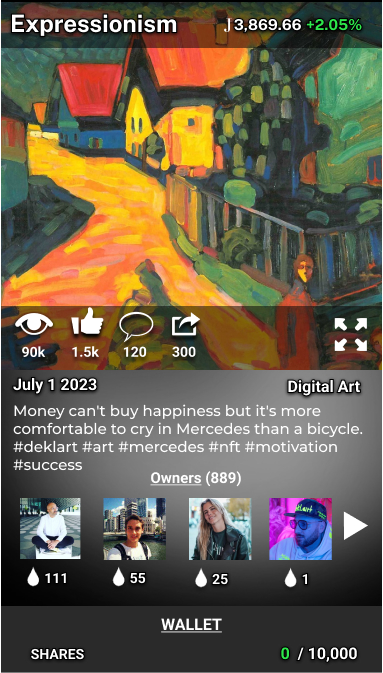 Expressionism
3,869.66 +2.05%
90k 1.5k 120 300
July 1 2023 Digital Art
Money can't buy happiness but it's more
comfortable to cry in Mercedes than a bicycle.
#deklart #art #mercedes #nft #motivation
#success
Owners (889)
deklart
111 55 25 1
WALLET
SHARES 0 / 10,000